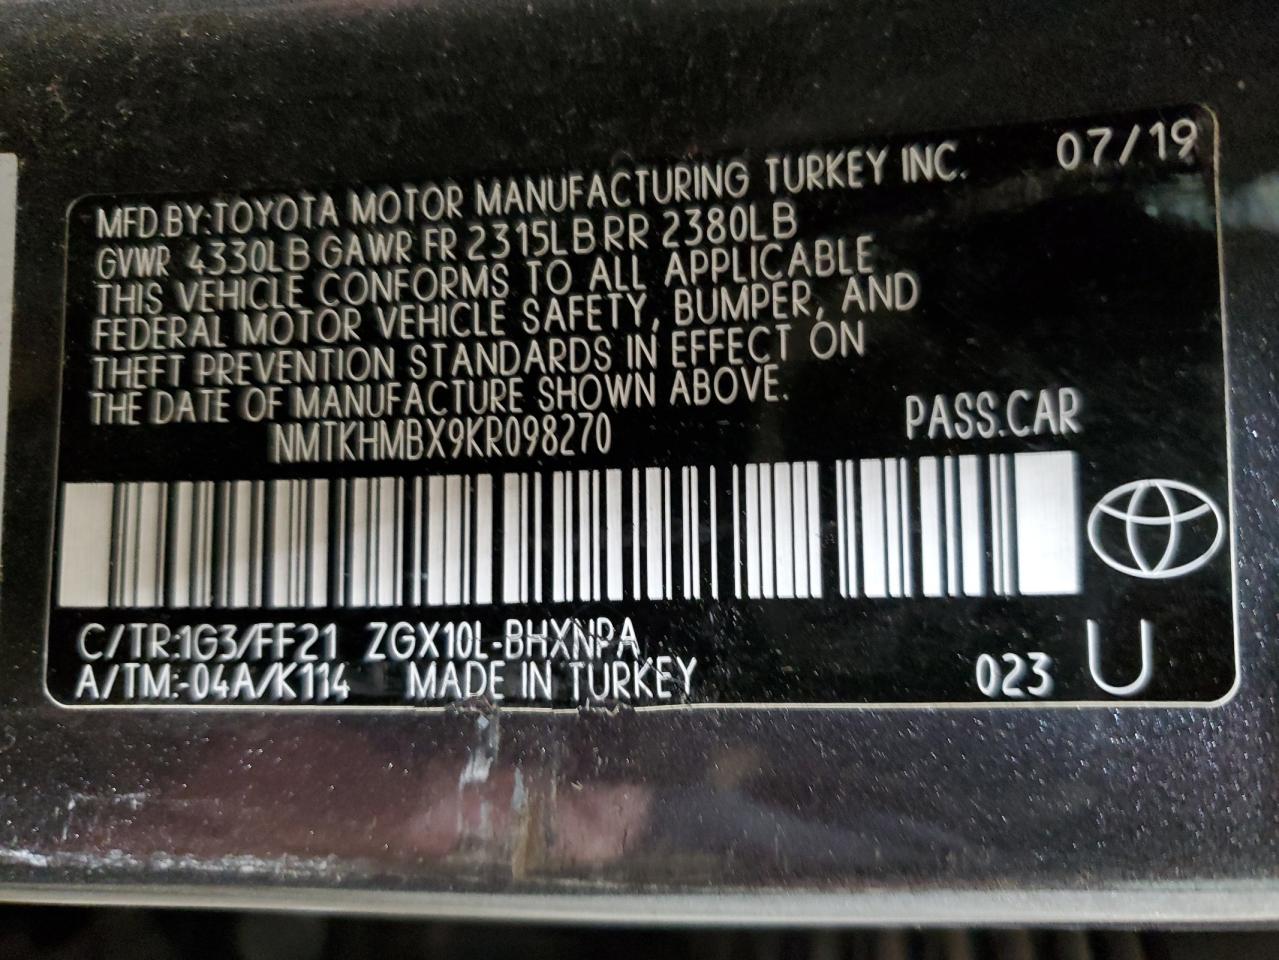 07/19
MFD.BY:TOYOTA MOTOR MANUFACTURING TURKEY INC.
GVWR 4330LB GAWR FR 2315LB RR 2380LB
THIS VEHICLE CONFORMS TO ALL APPLICABLE
FEDERAL MOTOR VEHICLE SAFETY, BUMPER, AND
THEFT PREVENTION STANDARDS IN EFFECT ON
THE DATE OF MANUFACTURE SHOWN ABOVE.
NMTKHMBX9KR098270 PASS.CAR
C/TR:1G3/FF21 ZGX10L-BHXNPA
A/TM:-04A/K114 MADE IN TURKEY 023 U